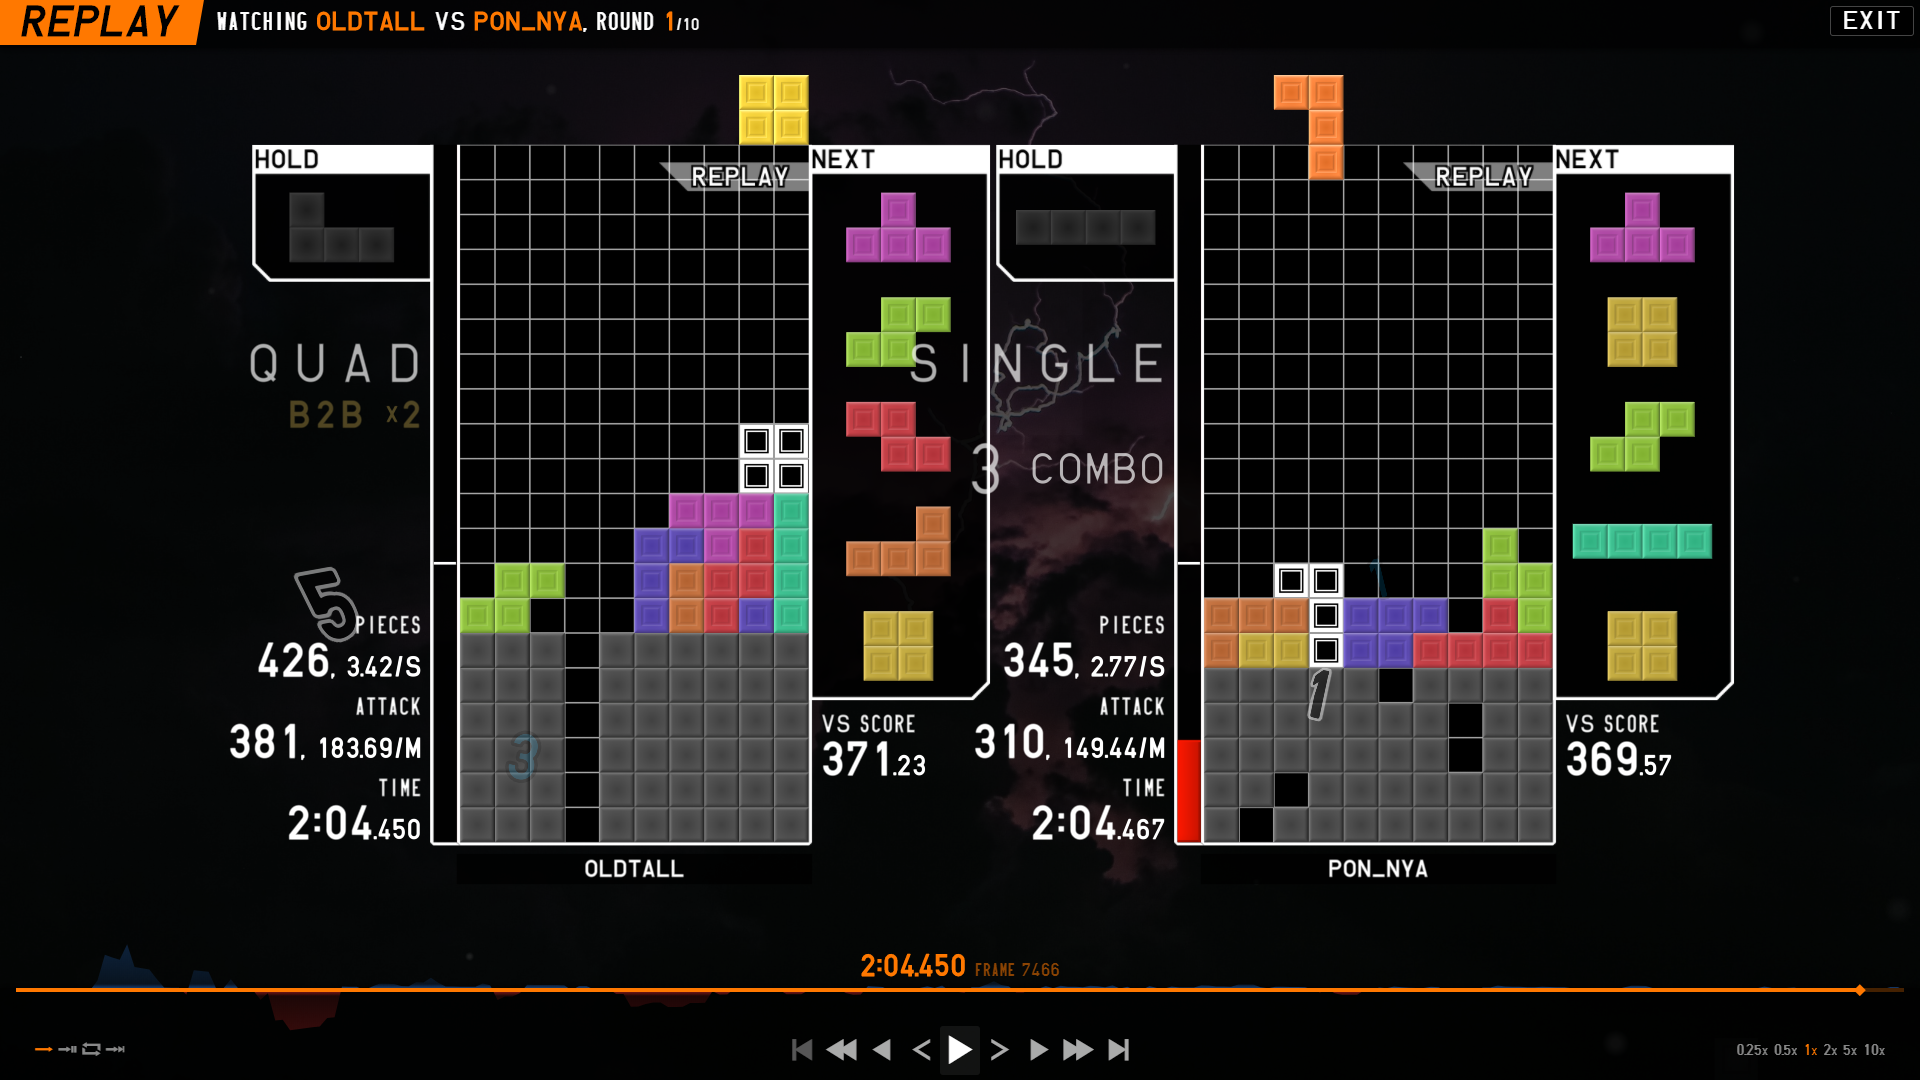 REPLAY WATCHING OLDTALL VS PON_NYA, ROUND 1/10 EXIT
HOLD
REPLAY
NEXT
QUAD
B2B x2
5
PIECES
426, 3.42/S
ATTACK
381, 183.69/M
TIME
2:04.450
3
VS SCORE
371.23
OLDTALL
HOLD
REPLAY
NEXT
SINGLE
3 COMBO
1
PIECES
345, 2.77/S
ATTACK
310, 149.44/M
TIME
2:04.467
1
VS SCORE
369.57
PON_NYA
2:04.450 FRAME 7466
0.25x 0.5x 1x 2x 5x 10x